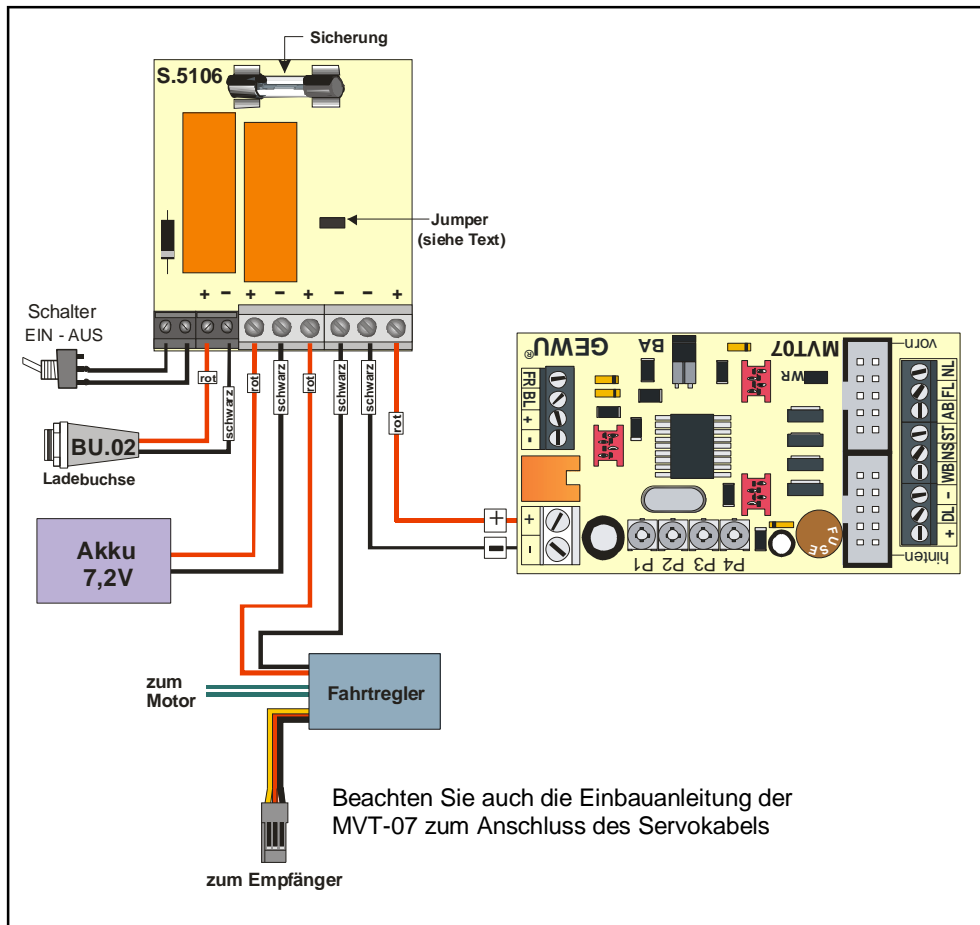 Sicherung
S.5106
Jumper
(siehe Text)
+ − + − + − − +
Schalter
EIN - AUS
rot
schwarz
rot
schwarz
rot
schwarz
schwarz
rot
BU.02
Ladebuchse
Akku
7,2V
GEWU
®
BA
MVT07
WR
vorn
FR
BL
+
-
+
-
+
−
P1 P2 P3 P4
FUSE
hinten
NL
FL
AB
ST
NS
WB
-
DL
+
zum
Motor
Fahrtregler
Beachten Sie auch die Einbauanleitung der
MVT-07 zum Anschluss des Servokabels
zum Empfänger